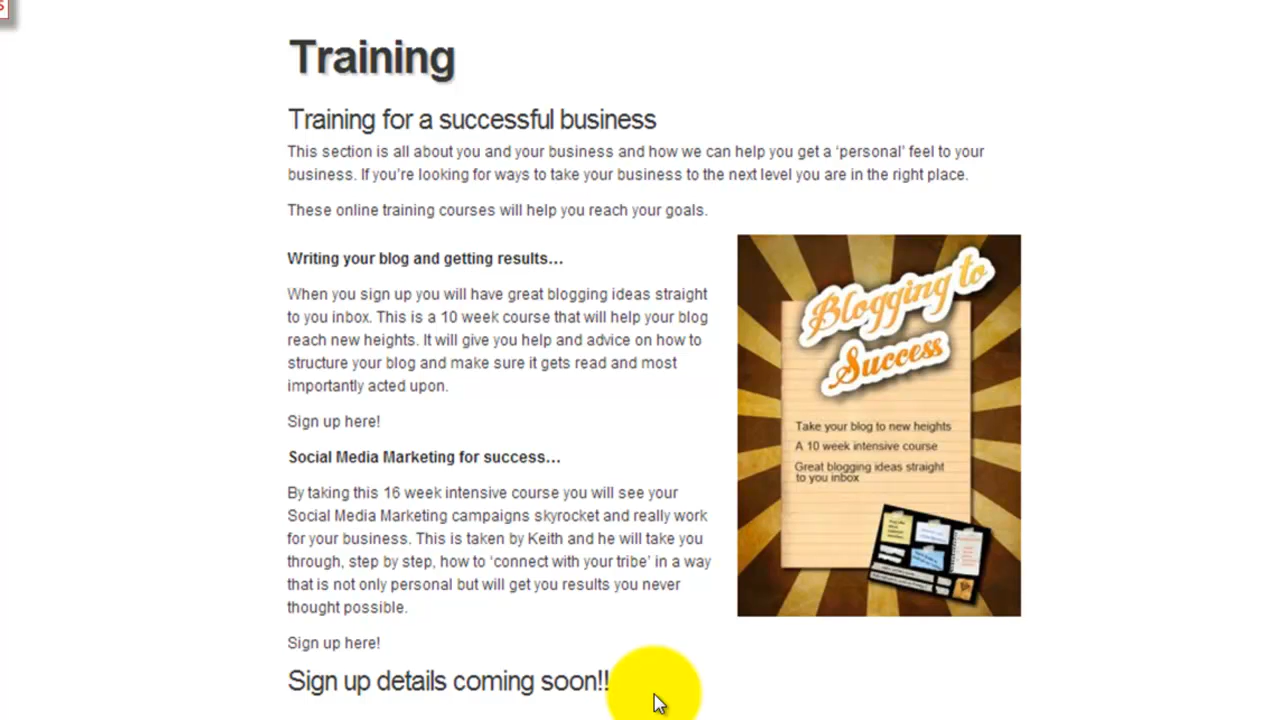 Training
Training for a successful business
This section is all about you and your business and how we can help you get a ‘personal’ feel to your
business. If you’re looking for ways to take your business to the next level you are in the right place.
These online training courses will help you reach your goals.
Writing your blog and getting results…
When you sign up you will have great blogging ideas straight
to you inbox. This is a 10 week course that will help your blog
reach new heights. It will give you help and advice on how to
structure your blog and make sure it gets read and most
importantly acted upon.
Sign up here!
Social Media Marketing for success…
By taking this 16 week intensive course you will see your
Social Media Marketing campaigns skyrocket and really work
for your business. This is taken by Keith and he will take you
through, step by step, how to ‘connect with your tribe’ in a way
that is not only personal but will get you results you never
thought possible.
Sign up here!
Sign up details coming soon!!
Blogging to
Success
Take your blog to new heights
A 10 week intensive course
Great blogging ideas straight
to you inbox